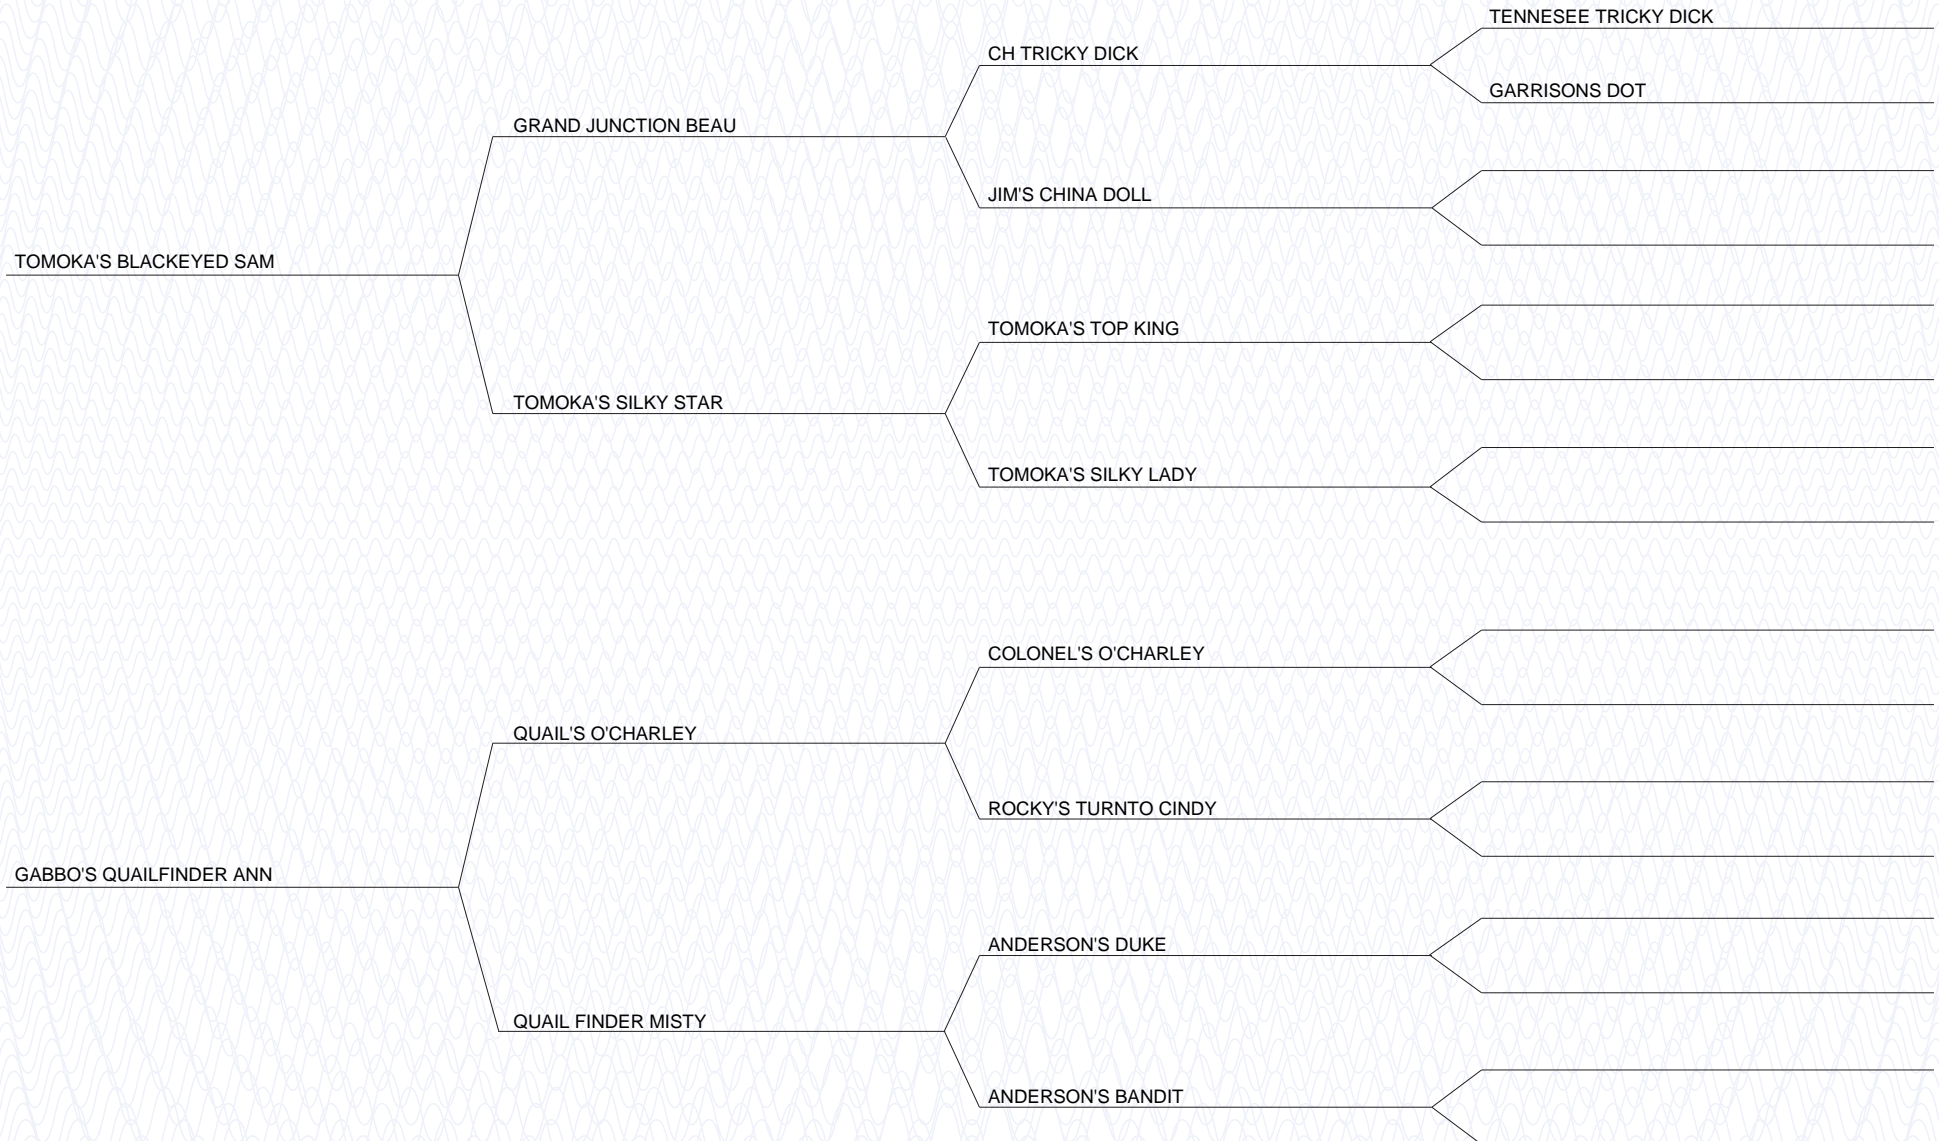 TENNESEE TRICKY DICK
CH TRICKY DICK
GARRISONS DOT
GRAND JUNCTION BEAU
JIM'S CHINA DOLL
TOMOKA'S BLACKEYED SAM
TOMOKA'S TOP KING
TOMOKA'S SILKY STAR
TOMOKA'S SILKY LADY
COLONEL'S O'CHARLEY
QUAIL'S O'CHARLEY
ROCKY'S TURNTO CINDY
GABBO'S QUAILFINDER ANN
ANDERSON'S DUKE
QUAIL FINDER MISTY
ANDERSON'S BANDIT